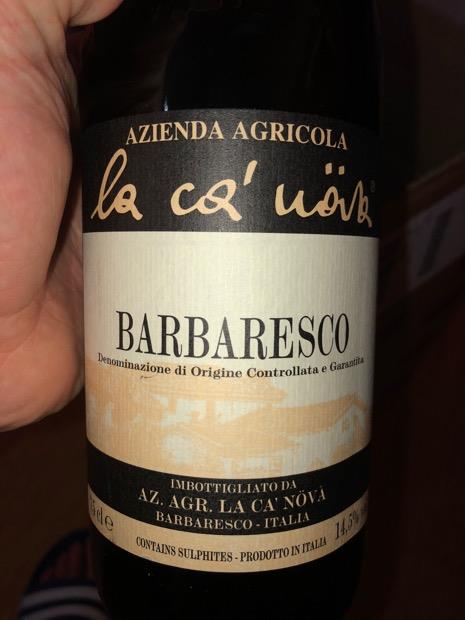 AZIENDA AGRICOLA
la ca' növa®
BARBARESCO
Denominazione di Origine Controllata e Garantita
IMBOTTIGLIATO DA
AZ. AGR. LA CA' NÖVÀ
BARBARESCO - ITALIA
14,5%
CONTAINS SULPHITES - PRODOTTO IN ITALIA